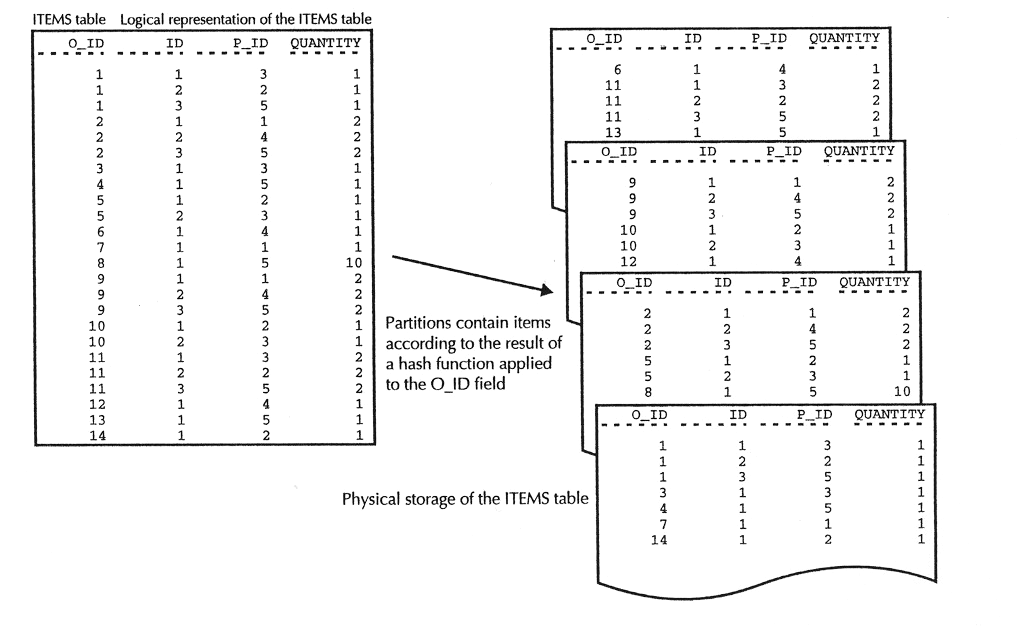 ITEMS table Logical representation of the ITEMS table
O_ID ID P_ID QUANTITY
1 1 3 1
1 2 2 1
1 3 5 1
2 1 1 2
2 2 4 2
2 3 5 2
3 1 3 1
4 1 5 1
5 1 2 1
5 2 3 1
6 1 4 1
7 1 1 1
8 1 5 10
9 1 1 2
9 2 4 2
9 3 5 2
10 1 2 1
10 2 3 1
11 1 3 2
11 2 2 2
11 3 5 2
12 1 4 1
13 1 5 1
14 1 2 1
Partitions contain items
according to the result of
a hash function applied
to the O_ID field
O_ID ID P_ID QUANTITY
6 1 4 1
11 1 3 2
11 2 2 2
11 3 5 2
13 1 5 1
O_ID ID P_ID QUANTITY
9 1 1 2
9 2 4 2
9 3 5 2
10 1 2 1
10 2 3 1
12 1 4 1
O_ID ID P_ID QUANTITY
2 1 1 2
2 2 4 2
2 3 5 2
5 1 2 1
5 2 3 1
8 1 5 10
O_ID ID P_ID QUANTITY
1 1 3 1
1 2 2 1
1 3 5 1
3 1 3 1
4 1 5 1
7 1 1 1
14 1 2 1
Physical storage of the ITEMS table